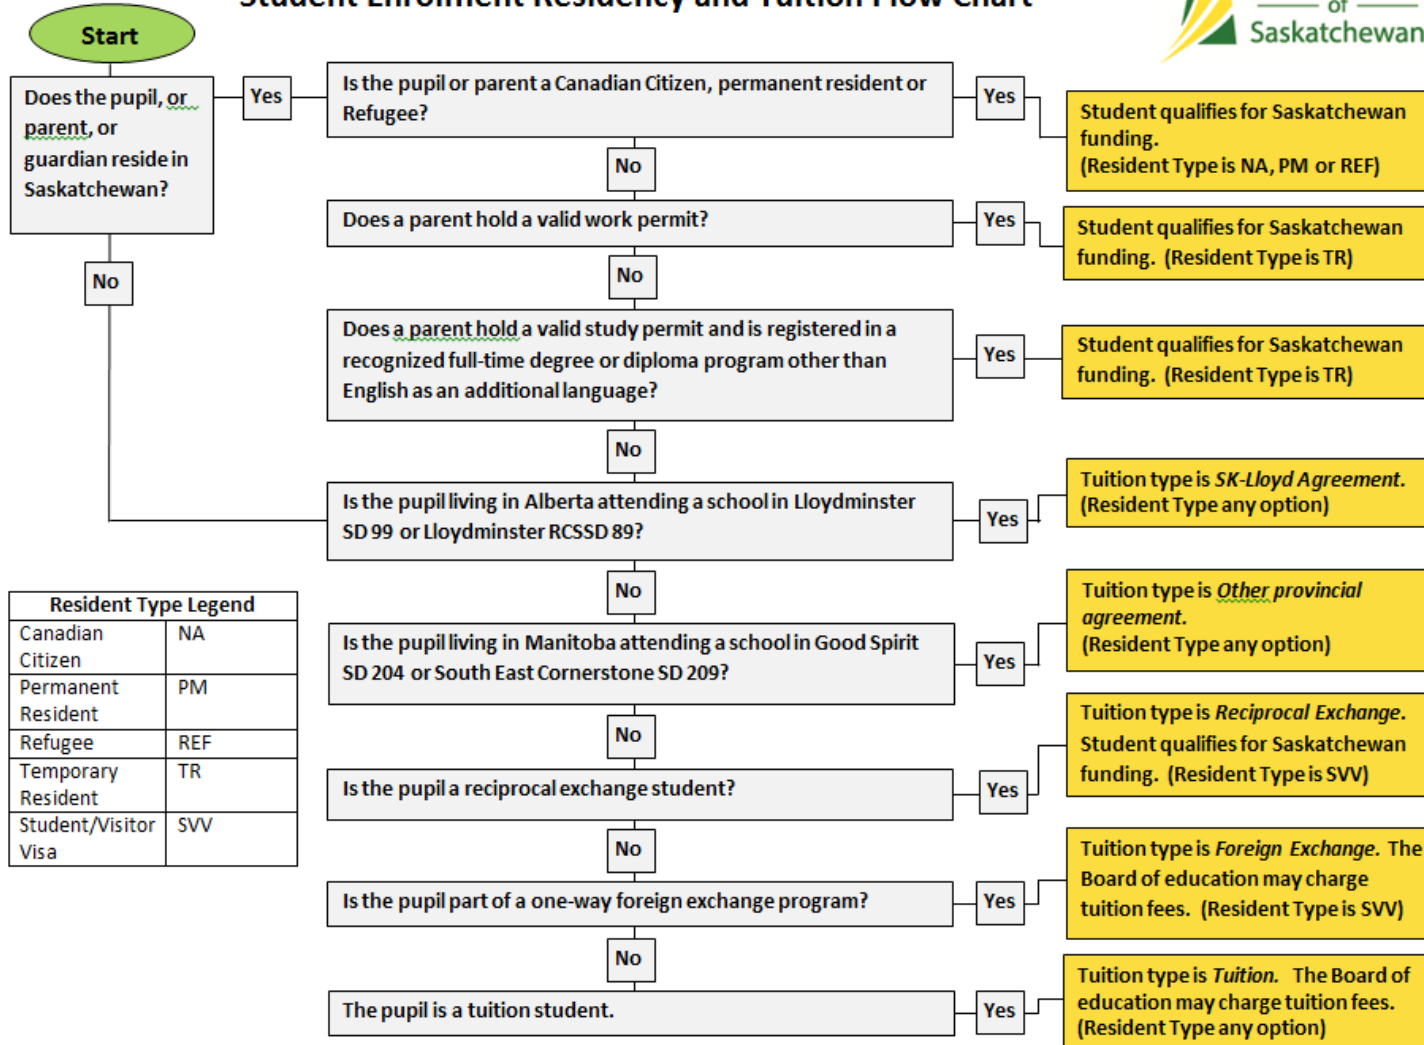 Student Enrolment Residency and Tuition Flow Chart
of
Saskatchewan
Start
Does the pupil, or
parent, or
guardian reside in
Saskatchewan?
Yes
Is the pupil or parent a Canadian Citizen, permanent resident or
Refugee?
Yes
Student qualifies for Saskatchewan
funding.
(Resident Type is NA, PM or REF)
No
Does a parent hold a valid work permit?
Yes
Student qualifies for Saskatchewan
funding. (Resident Type is TR)
No
No
Does a parent hold a valid study permit and is registered in a
recognized full-time degree or diploma program other than
English as an additional language?
Yes
Student qualifies for Saskatchewan
funding. (Resident Type is TR)
No
Is the pupil living in Alberta attending a school in Lloydminster
SD 99 or Lloydminster RCSSD 89?
Yes
Tuition type is SK-Lloyd Agreement.
(Resident Type any option)
No
Is the pupil living in Manitoba attending a school in Good Spirit
SD 204 or South East Cornerstone SD 209?
Yes
Tuition type is Other provincial
agreement.
(Resident Type any option)
No
Is the pupil a reciprocal exchange student?
Yes
Tuition type is Reciprocal Exchange.
Student qualifies for Saskatchewan
funding. (Resident Type is SVV)
No
Is the pupil part of a one-way foreign exchange program?
Yes
Tuition type is Foreign Exchange. The
Board of education may charge
tuition fees. (Resident Type is SVV)
No
The pupil is a tuition student.
Yes
Tuition type is Tuition. The Board of
education may charge tuition fees.
(Resident Type any option)
Resident Type Legend
Canadian Citizen NA
Permanent Resident PM
Refugee REF
Temporary Resident TR
Student/Visitor Visa SVV